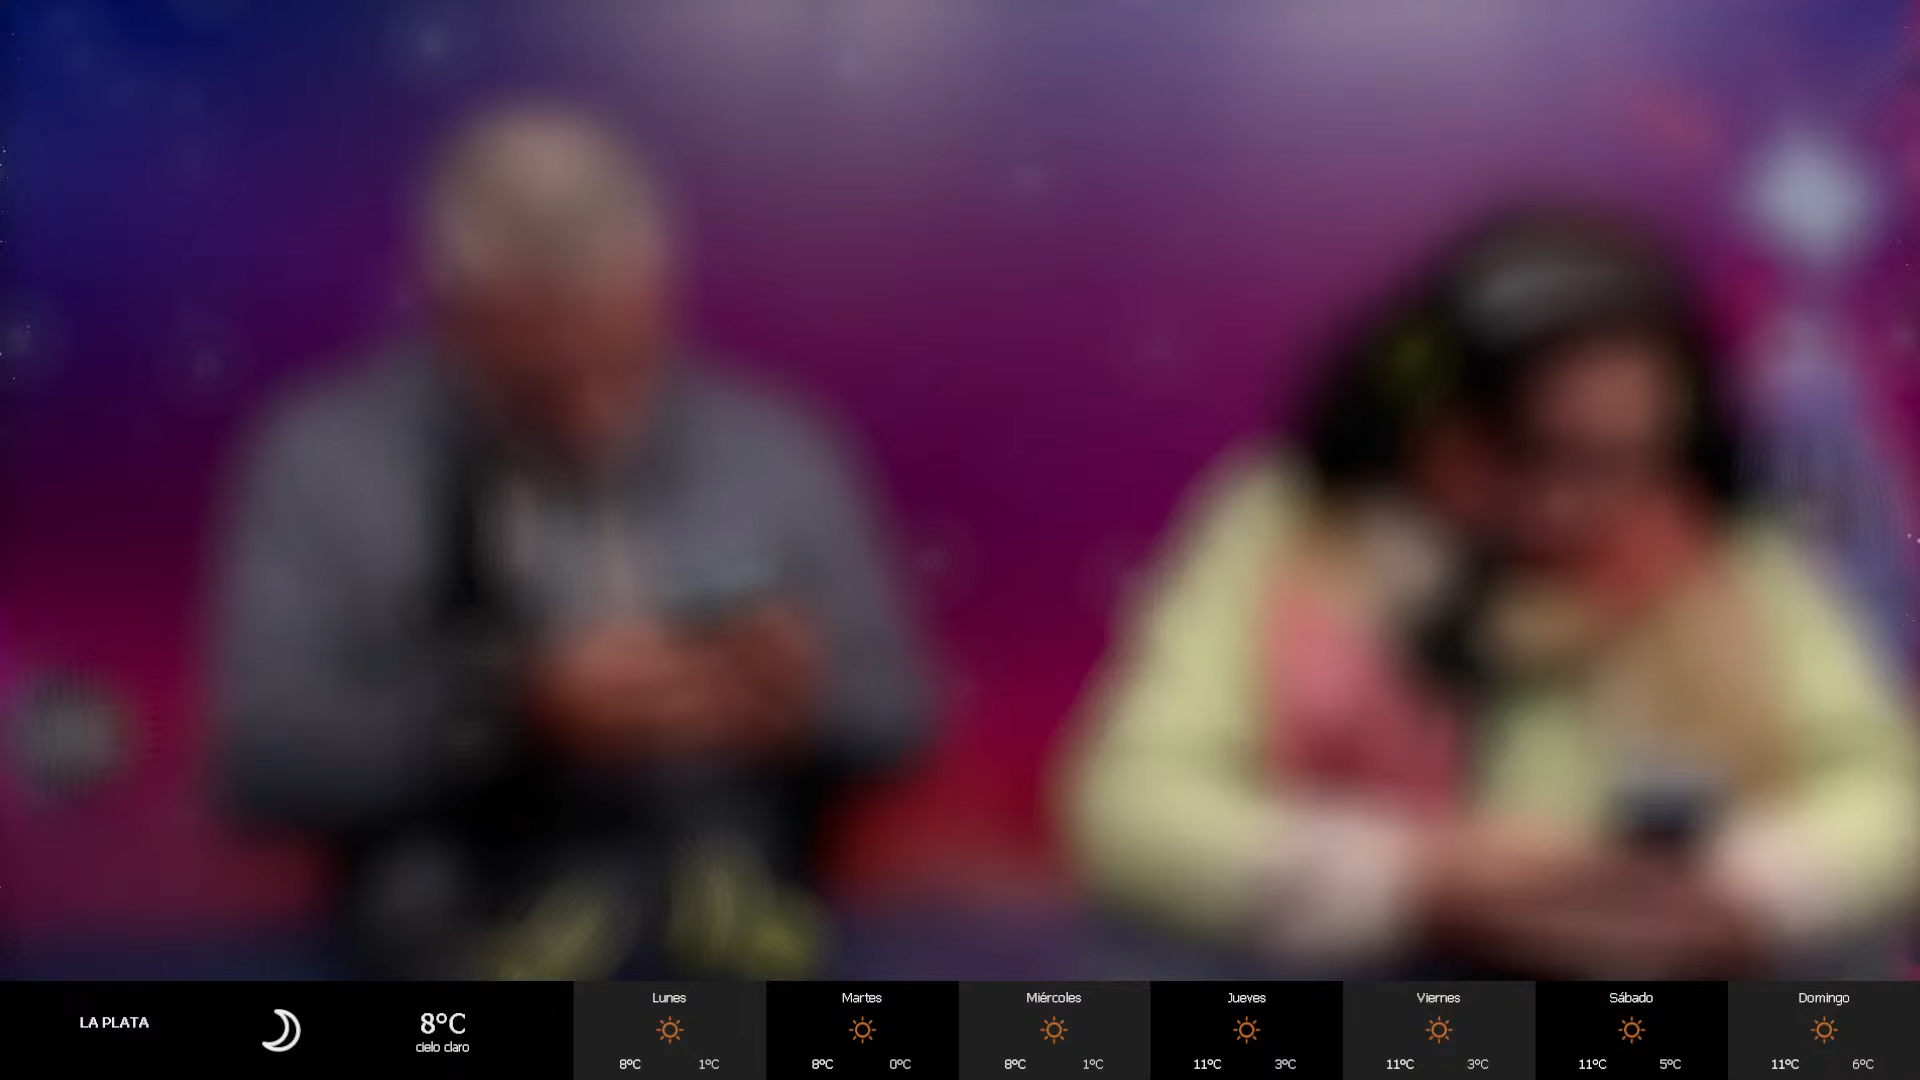 LA PLATA
8°C
cielo claro
Lunes
8°C 1°C
Martes
8°C 0°C
Miércoles
8°C 1°C
Jueves
11°C 3°C
Viernes
11°C 3°C
Sábado
11°C 5°C
Domingo
11°C 6°C